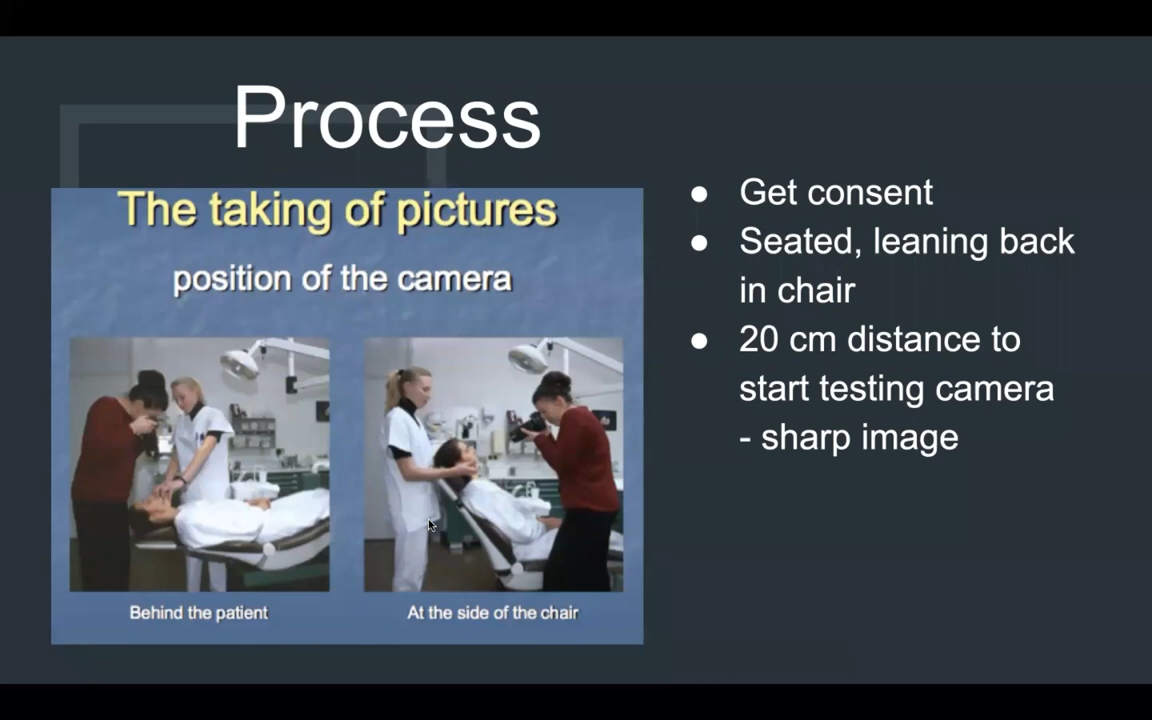 Process
The taking of pictures
position of the camera
Behind the patient
At the side of the chair
● Get consent
● Seated, leaning back
in chair
● 20 cm distance to
start testing camera
- sharp image